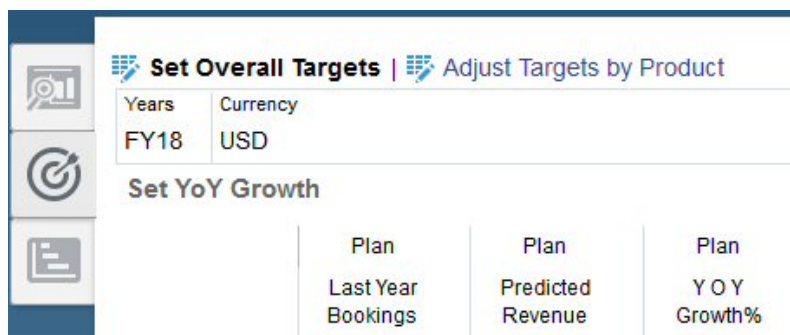 Set Overall Targets | Adjust Targets by Product
Years Currency
FY18 USD
Set YoY Growth
Plan Plan Plan
Last Year Predicted Y O Y
Bookings Revenue Growth%